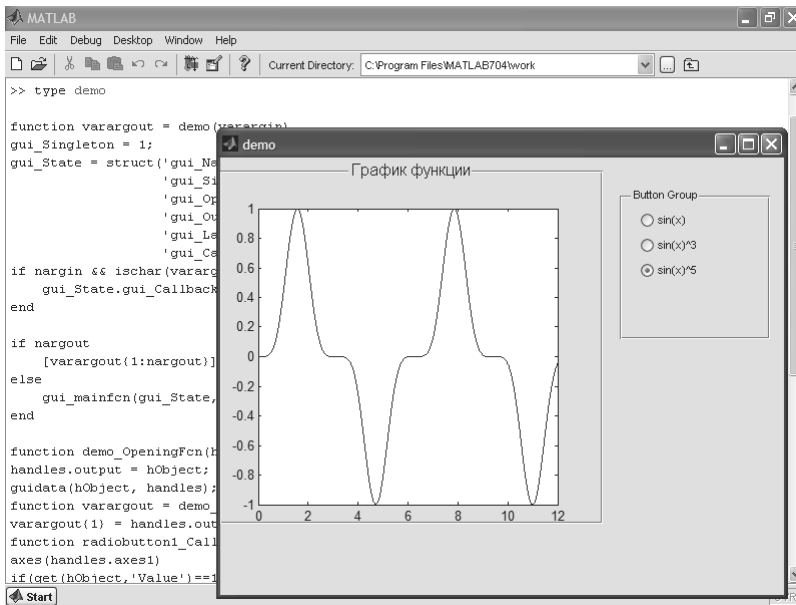 MATLAB
File Edit Debug Desktop Window Help
Current Directory: C:\Program Files\MATLAB704\work
>> type demo
function varargout = demo(varargin)
gui_Singleton = 1;
gui_State = struct('gui_Na
'gui_Si
'gui_Op
'gui_Ou
'gui_La
'gui_Ca
if nargin && ischar(vararg
gui_State.gui_Callback
end
if nargout
[varargout{1:nargout}]
else
gui_mainfcn(gui_State,
end
function demo_OpeningFcn(h
handles.output = hObject;
guidata(hObject, handles);
function varargout = demo_
varargout{1} = handles.out
function radiobutton1_Call
axes(handles.axes1)
if(get(hObject,'Value')==1
Start
demo
График функции
1
0.8
0.6
0.4
0.2
0
-0.2
-0.4
-0.6
-0.8
-1
0 2 4 6 8 10 12
Button Group
sin(x)
sin(x)^3
sin(x)^5